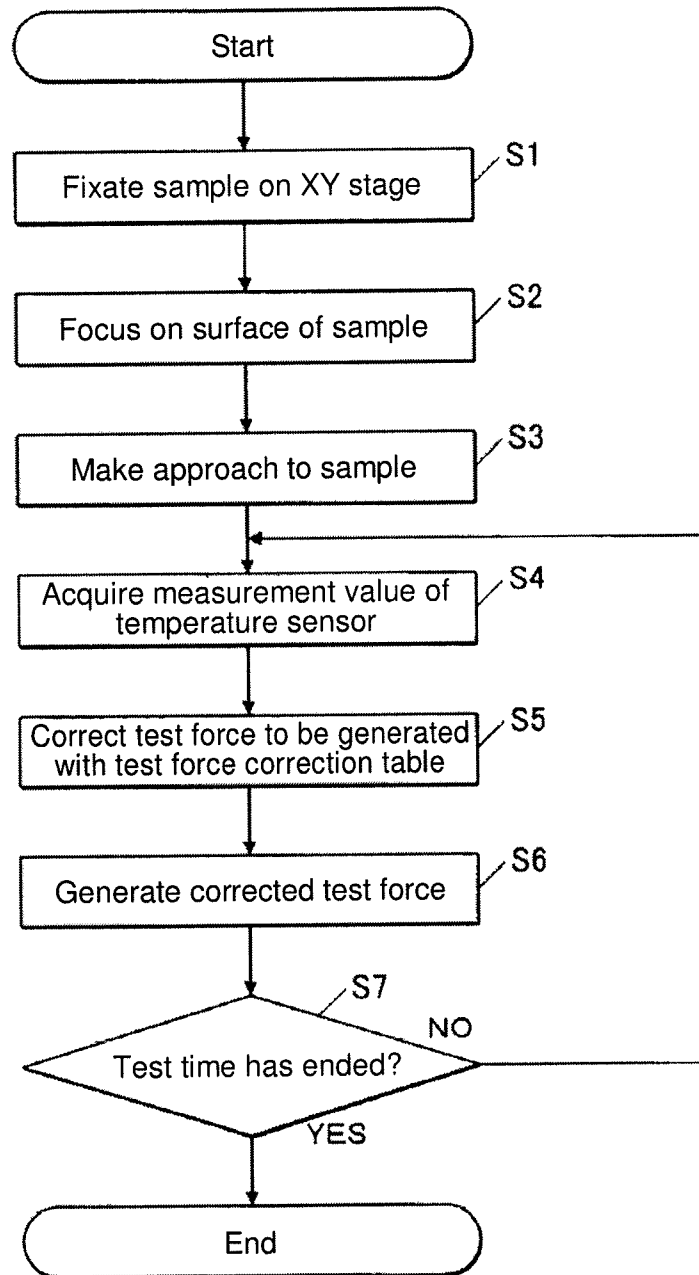 Start
S1
Fixate sample on XY stage
S2
Focus on surface of sample
S3
Make approach to sample
S4
Acquire measurement value of
temperature sensor
S5
Correct test force to be generated
with test force correction table
S6
Generate corrected test force
S7
NO
Test time has ended?
YES
End